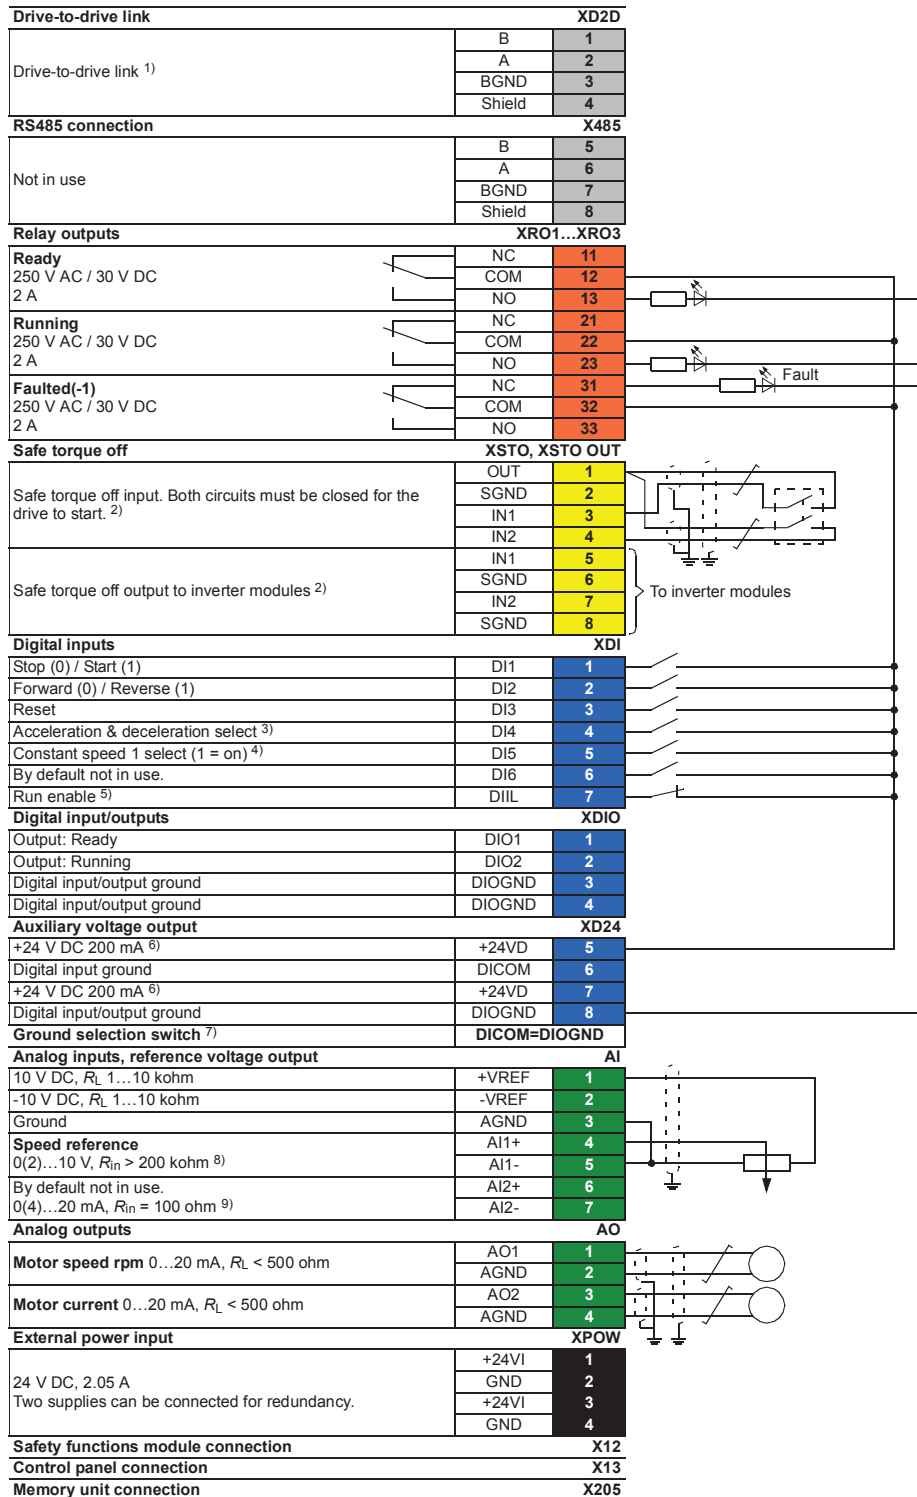 Drive-to-drive link XD2D
Drive-to-drive link 1)
B 1
A 2
BGND 3
Shield 4
RS485 connection X485
Not in use
B 5
A 6
BGND 7
Shield 8
Relay outputs XRO1…XRO3
Ready
250 V AC / 30 V DC
2 A
NC 11
COM 12
NO 13
Running
250 V AC / 30 V DC
2 A
NC 21
COM 22
NO 23
Faulted(-1)
250 V AC / 30 V DC
2 A
NC 31
COM 32
NO 33
Fault
Safe torque off XSTO, XSTO OUT
Safe torque off input. Both circuits must be closed for the
drive to start. 2)
OUT 1
SGND 2
IN1 3
IN2 4
Safe torque off output to inverter modules 2)
IN1 5
SGND 6
IN2 7
SGND 8
To inverter modules
Digital inputs XDI
Stop (0) / Start (1) DI1 1
Forward (0) / Reverse (1) DI2 2
Reset DI3 3
Acceleration & deceleration select 3) DI4 4
Constant speed 1 select (1 = on) 4) DI5 5
By default not in use. DI6 6
Run enable 5) DIIL 7
Digital input/outputs XDIO
Output: Ready DIO1 1
Output: Running DIO2 2
Digital input/output ground DIOGND 3
Digital input/output ground DIOGND 4
Auxiliary voltage output XD24
+24 V DC 200 mA 6) +24VD 5
Digital input ground DICOM 6
+24 V DC 200 mA 6) +24VD 7
Digital input/output ground DIOGND 8
Ground selection switch 7) DICOM=DIOGND
Analog inputs, reference voltage output AI
10 V DC, RL 1…10 kohm +VREF 1
-10 V DC, RL 1…10 kohm -VREF 2
Ground AGND 3
Speed reference
0(2)…10 V, Rin > 200 kohm 8)
AI1+ 4
AI1- 5
By default not in use.
0(4)…20 mA, Rin = 100 ohm 9)
AI2+ 6
AI2- 7
Analog outputs AO
Motor speed rpm 0…20 mA, RL < 500 ohm
AO1 1
AGND 2
Motor current 0…20 mA, RL < 500 ohm
AO2 3
AGND 4
External power input XPOW
24 V DC, 2.05 A
Two supplies can be connected for redundancy.
+24VI 1
GND 2
+24VI 3
GND 4
Safety functions module connection X12
Control panel connection X13
Memory unit connection X205